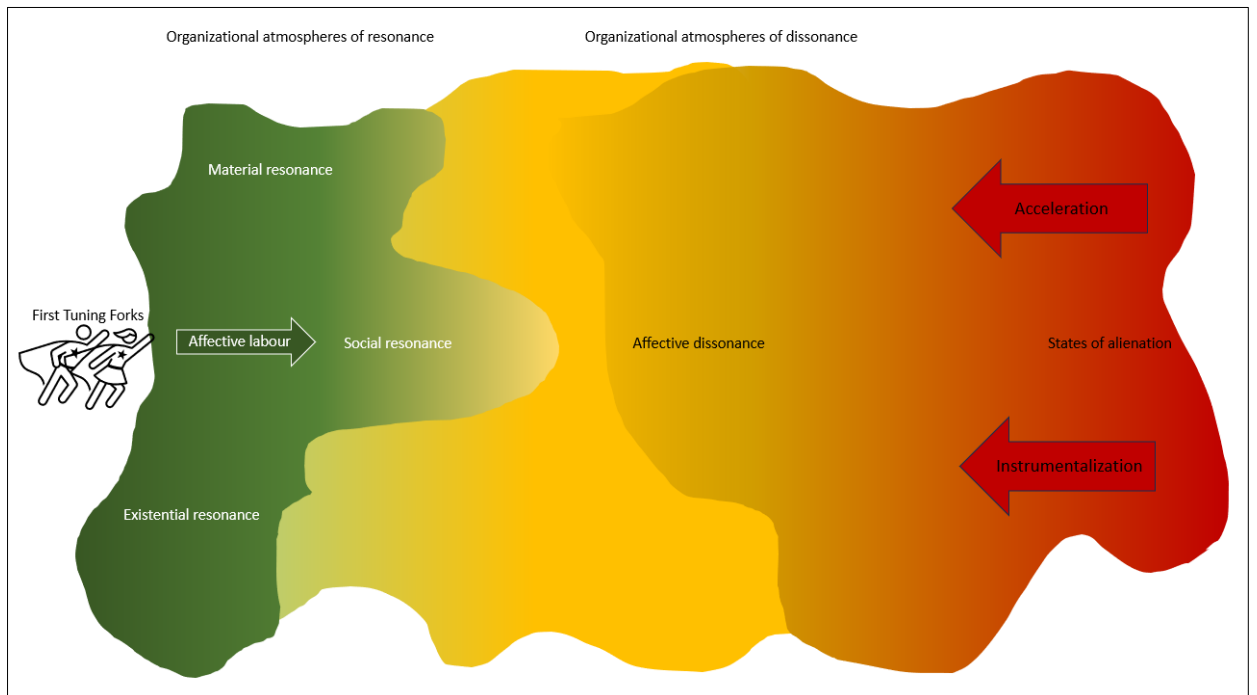 Organizational atmospheres of resonance
Organizational atmospheres of dissonance
Material resonance
Acceleration
First Tuning Forks
Affective labour
Social resonance
Affective dissonance
States of alienation
Instrumentalization
Existential resonance